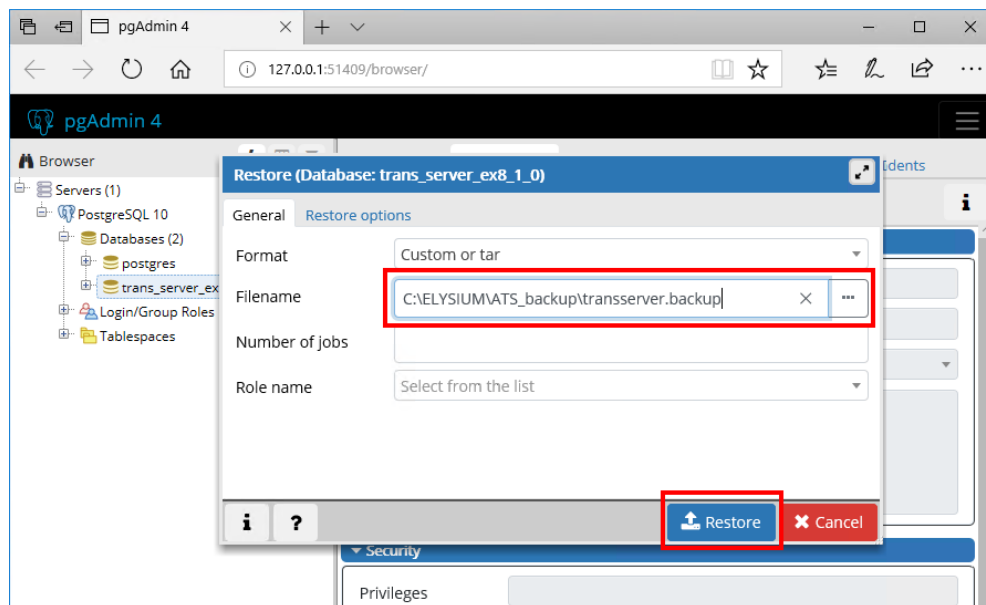 pgAdmin 4
127.0.0.1:51409/browser/
pgAdmin 4
Browser
Servers (1)
PostgreSQL 10
Databases (2)
postgres
trans_server_ex
Login/Group Roles
Tablespaces
Restore (Database: trans_server_ex8_1_0)
General Restore options
Format Custom or tar
Filename C:\ELYSIUM\ATS_backup\transserver.backup
Number of jobs
Role name Select from the list
i ? Restore Cancel
i
Security
Privileges